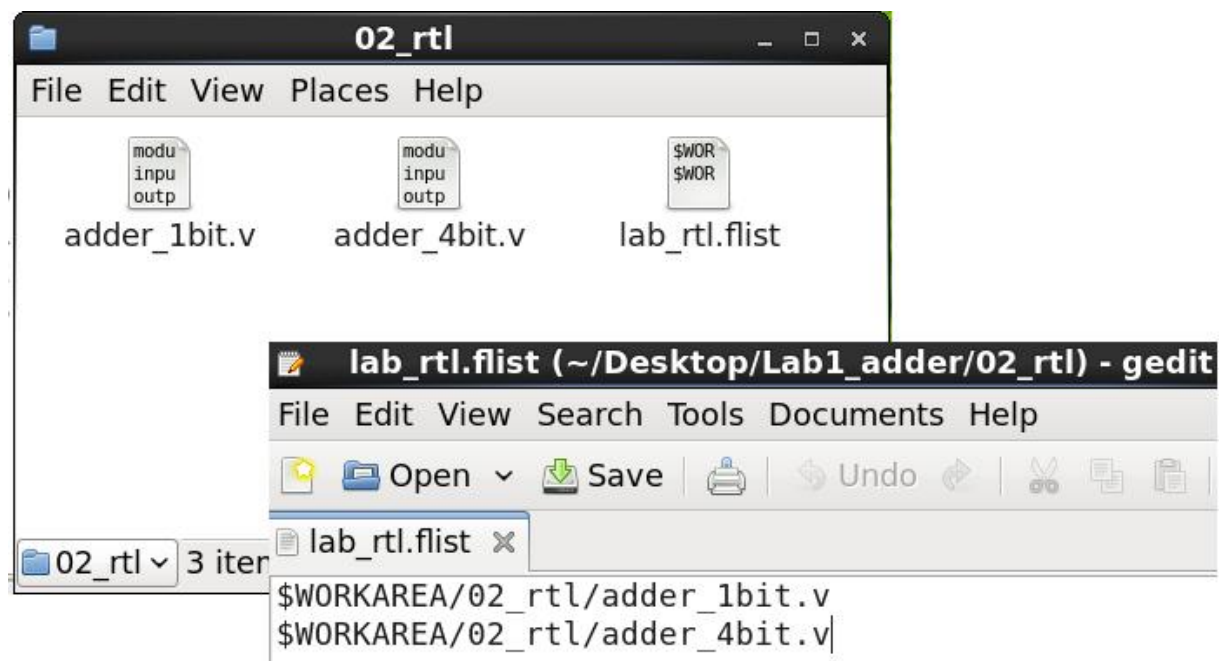 02_rtl
File Edit View Places Help
modu modu $WOR
inpu inpu $WOR
outp outp
adder_1bit.v adder_4bit.v lab_rtl.flist
lab_rtl.flist (~/Desktop/Lab1_adder/02_rtl) - gedit
File Edit View Search Tools Documents Help
Open Save Undo
lab_rtl.flist
02_rtl 3 iter
$WORKAREA/02_rtl/adder_1bit.v
$WORKAREA/02_rtl/adder_4bit.v